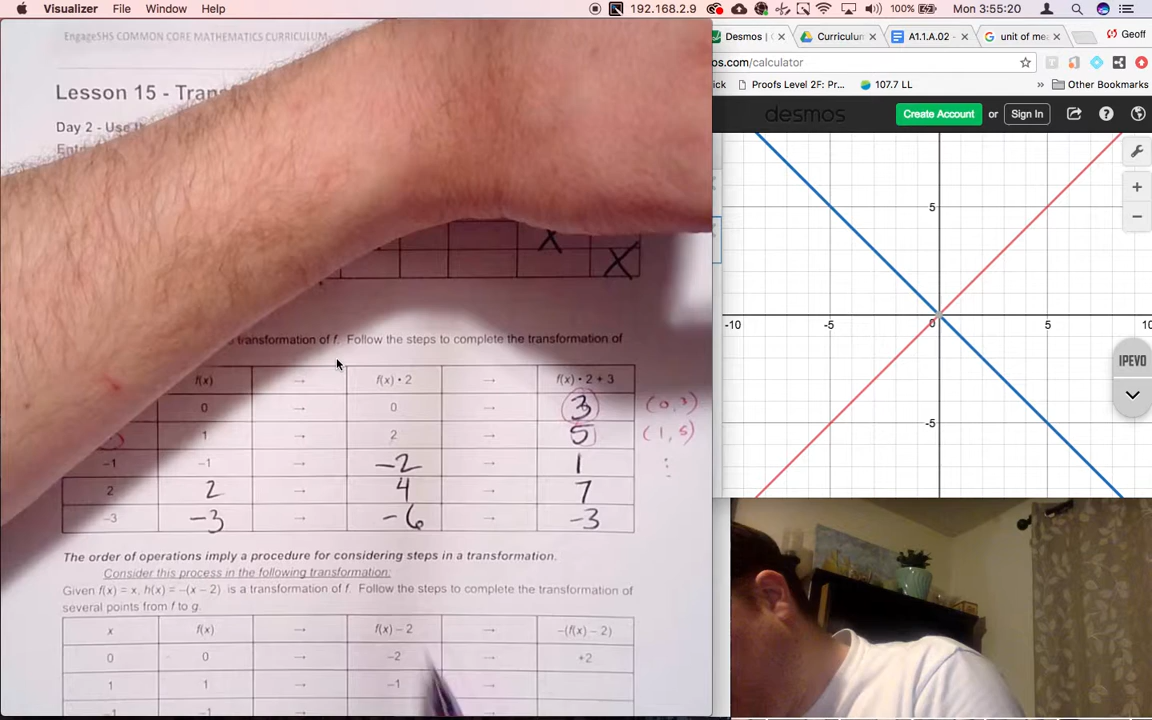 Visualizer File Window Help 192.168.2.9 100% Mon 3:55:20
EngageSHS COMMON CORE MATHEMATICS CURRICULUM
Lesson 15 - Tran
Day 2 - Use
X
X
transformation of f. Follow the steps to complete the transformation of
f(x) → f(x) • 2 → f(x) • 2 + 3
0 → 0 → 3 (0,3)
1 → 2 → 5 (1,5)
-1 -1 → -2 → 1 ⋮
2 2 → 4 → 7
-3 -3 → -6 → -3
The order of operations imply a procedure for considering steps in a transformation.
Consider this process in the following transformation:
Given f(x) = x, h(x) = -(x - 2) is a transformation of f. Follow the steps to complete the transformation of
several points from f to g.
x f(x) → f(x) - 2 → -(f(x) - 2)
0 0 → -2 → +2
1 1 → -1 →
-1 -1
Desmos | Curriculum A1.1.A.02 - unit of me Geoff
os.com/calculator
ick Proofs Level 2F: Pr... 107.7 LL » Other Bookmarks
desmos Create Account or Sign In ?
+
−
5
-10 -5 0 5 10
-5
IPEVO